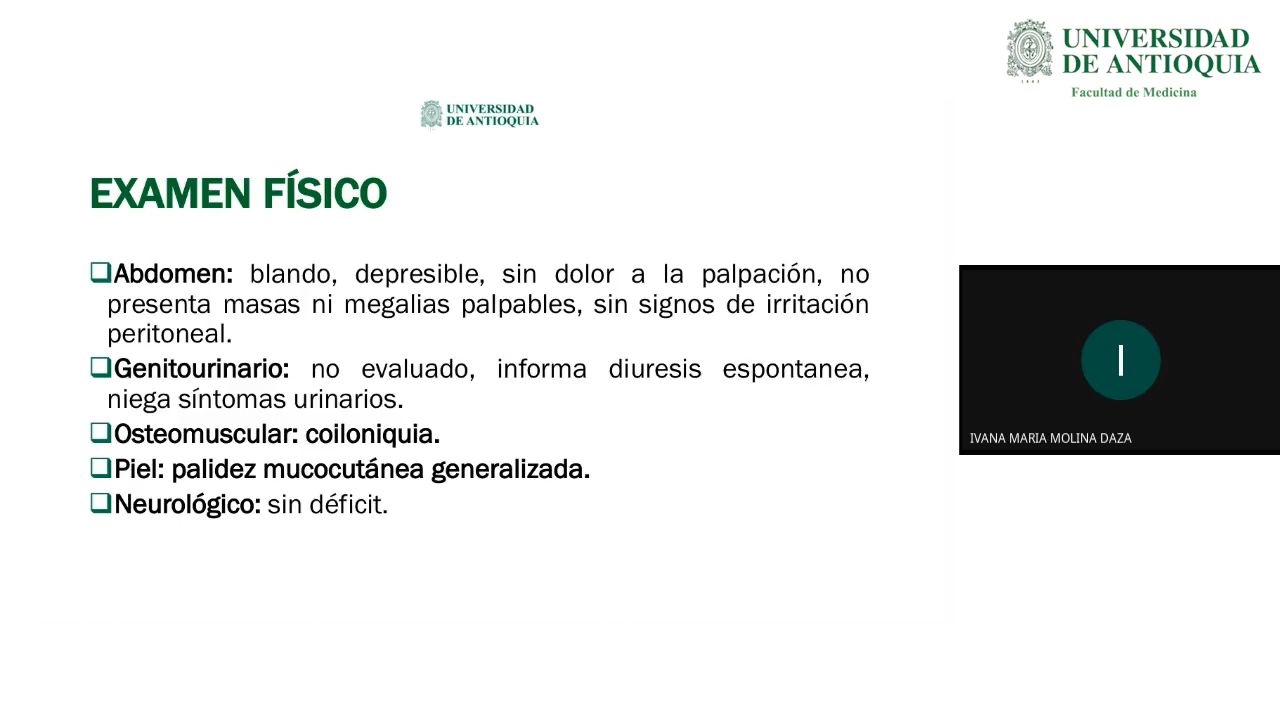 UNIVERSIDAD
DE ANTIOQUIA
Facultad de Medicina
UNIVERSIDAD
DE ANTIOQUIA
EXAMEN FÍSICO
Abdomen: blando, depresible, sin dolor a la palpación, no
presenta masas ni megalias palpables, sin signos de irritación
peritoneal.
Genitourinario: no evaluado, informa diuresis espontanea,
niega síntomas urinarios.
Osteomuscular: coiloniquia.
Piel: palidez mucocutánea generalizada.
Neurológico: sin déficit.
I
IVANA MARIA MOLINA DAZA